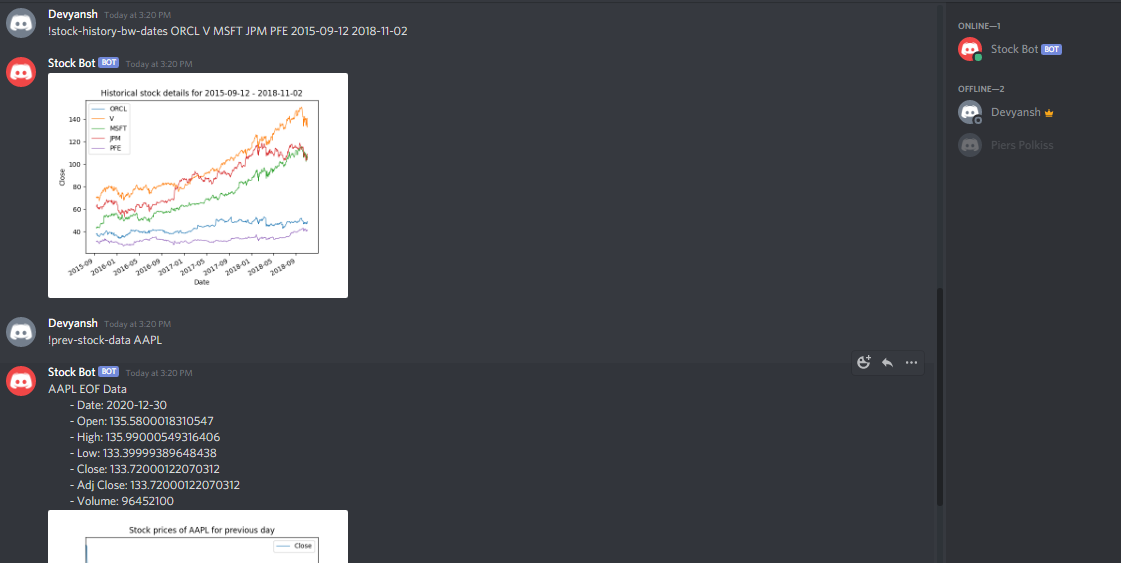 Devyansh Today at 3:20 PM
!stock-history-bw-dates ORCL V MSFT JPM PFE 2015-09-12 2018-11-02
Stock Bot BOT Today at 3:20 PM
Historical stock details for 2015-09-12 - 2018-11-02
ORCL
V
MSFT
JPM
PFE
140
120
100
80
60
40
Close
2015-09 2016-01 2016-05 2016-09 2017-01 2017-05 2017-09 2018-01 2018-05 2018-09
Date
Devyansh Today at 3:20 PM
!prev-stock-data AAPL
Stock Bot BOT Today at 3:20 PM
AAPL EOF Data
- Date: 2020-12-30
- Open: 135.5800018310547
- High: 135.99000549316406
- Low: 133.39999389648438
- Close: 133.72000122070312
- Adj Close: 133.72000122070312
- Volume: 96452100
Stock prices of AAPL for previous day
Close
ONLINE—1
Stock Bot BOT
OFFLINE—2
Devyansh
Piers Polkiss